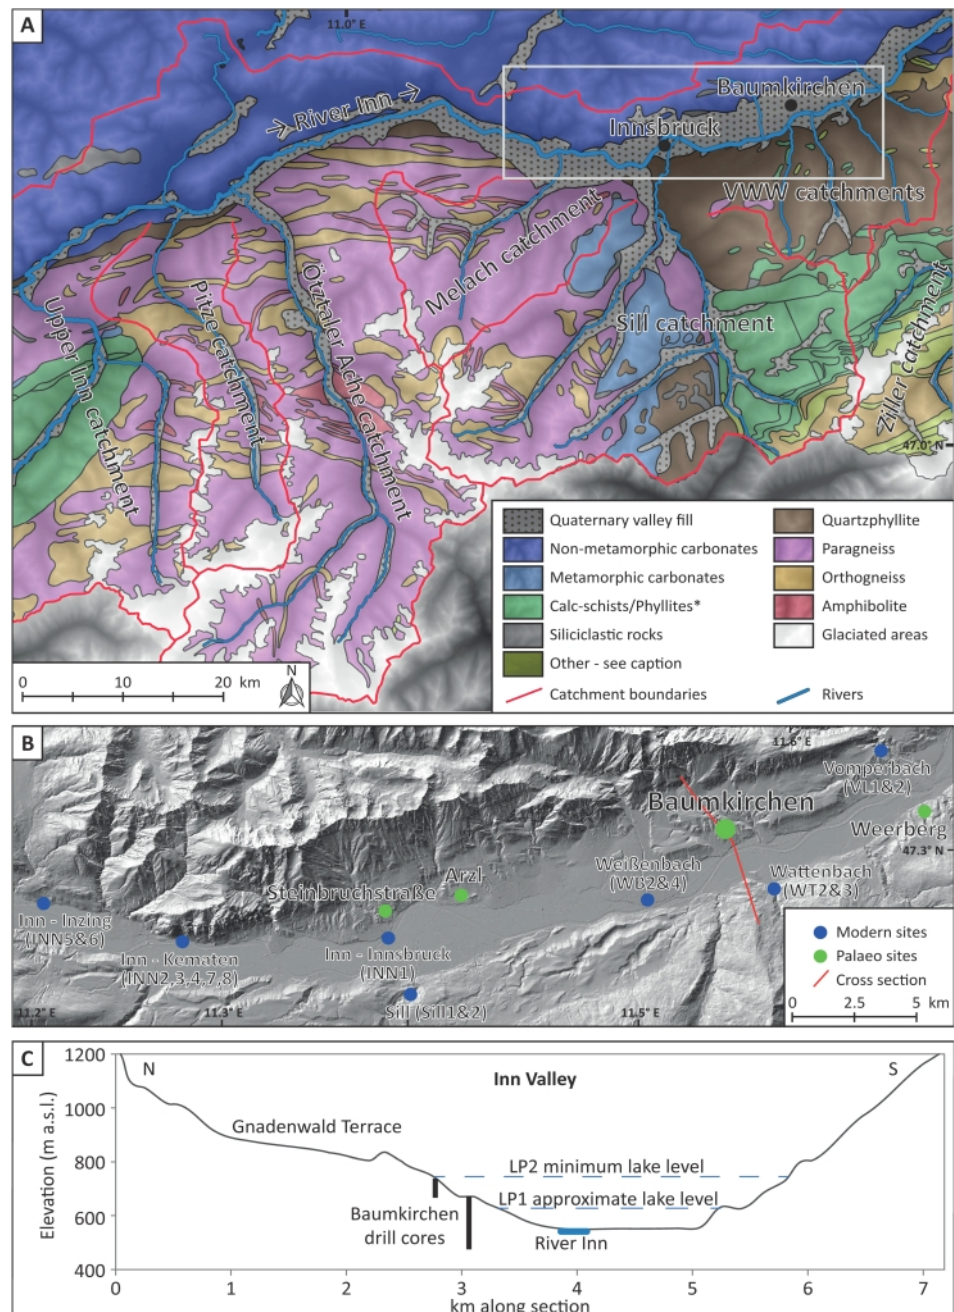 A
11.0° E
→ River Inn →
Baumkirchen
Innsbruck
VWW catchments
Melach catchment
Ötztaler Ache catchment
Pitze catchment
Upper Inn catchment
Sill catchment
Ziller catchment
47.0° N
Quaternary valley fill
Non-metamorphic carbonates
Metamorphic carbonates
Calc-schists/Phyllites*
Siliciclastic rocks
Other - see caption
Catchment boundaries
Quartzphyllite
Paragneiss
Orthogneiss
Amphibolite
Glaciated areas
Rivers
0 10 20 km
N
B
11.6° E
Vomperbach
(VL1&2)
Baumkirchen
Weerberg
47.3° N
Weißenbach
(WB2&4)
Wattenbach
(WT2&3)
Arzl
Steinbruchstraße
Inn - Inzing
(INN5&6)
Inn - Kematen
(INN2,3,4,7,8)
Inn - Innsbruck
(INN1)
Sill (Sill1&2)
11.2° E
11.3° E
11.5° E
Modern sites
Palaeo sites
Cross section
0 2.5 5 km
C
1200
1000
800
600
400
Elevation (m a.s.l.)
N
Inn Valley
S
Gnadenwald Terrace
LP2 minimum lake level
LP1 approximate lake level
Baumkirchen
drill cores
River Inn
0 1 2 3 4 5 6 7
km along section